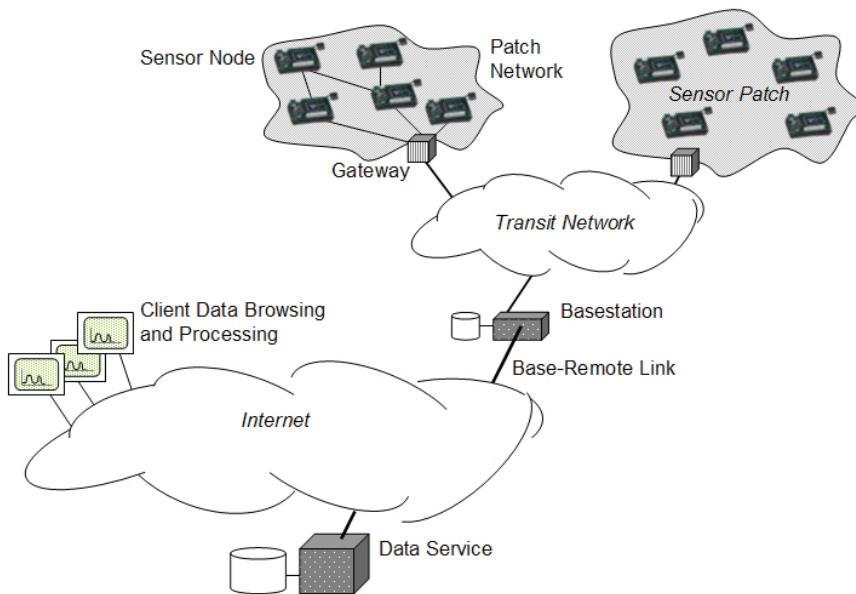 Sensor Node
Patch
Network
Sensor Patch
Gateway
Transit Network
Client Data Browsing
and Processing
Basestation
Base-Remote Link
Internet
Data Service